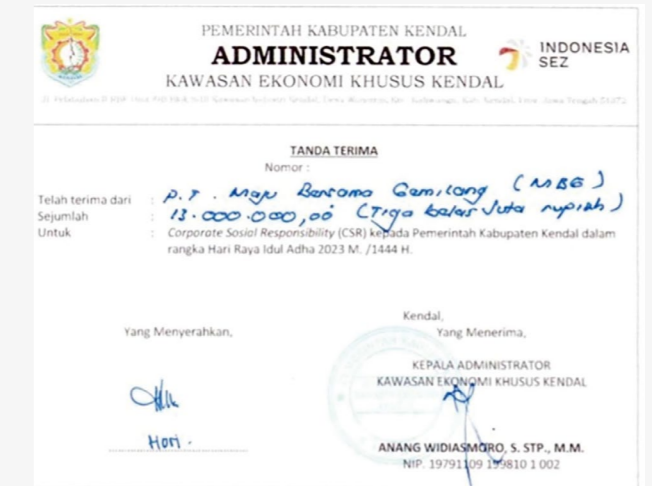 PEMERINTAH KABUPATEN KENDAL
ADMINISTRATOR
KAWASAN EKONOMI KHUSUS KENDAL
INDONESIA
SEZ
TANDA TERIMA
Nomor :
Telah terima dari : P.T. Maju Bersama Gemilang (MBG)
Sejumlah : 13.000.000,00 (Tiga belas Juta rupiah)
Untuk : Corporate Sosial Responsibility (CSR) kepada Pemerintah Kabupaten Kendal dalam
rangka Hari Raya Idul Adha 2023 M. /1444 H.
Kendal,
Yang Menyerahkan,
Yang Menerima,
KEPALA ADMINISTRATOR
KAWASAN EKONOMI KHUSUS KENDAL
Hori.
ANANG WIDIASMORO, S. STP., M.M.
NIP. 19791109 199810 1 002